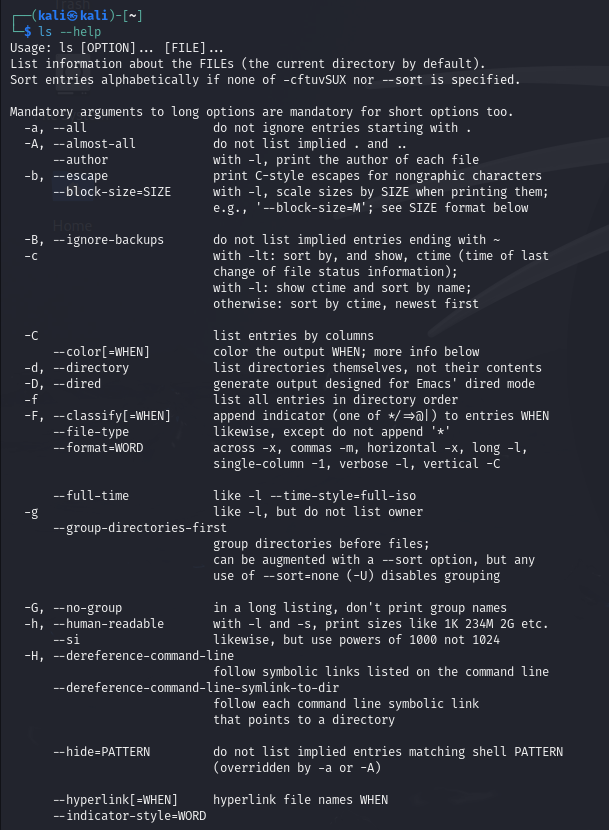 Trash
┌──(kali㉿kali)-[~]
└─$ ls --help
Usage: ls [OPTION]... [FILE]...
List information about the FILEs (the current directory by default).
Sort entries alphabetically if none of -cftuvSUX nor --sort is specified.

Mandatory arguments to long options are mandatory for short options too.
  -a, --all                  do not ignore entries starting with .
  -A, --almost-all           do not list implied . and ..
      --author               with -l, print the author of each file
  -b, --escape               print C-style escapes for nongraphic characters
      --block-size=SIZE      with -l, scale sizes by SIZE when printing them;
                             e.g., '--block-size=M'; see SIZE format below
Home
  -B, --ignore-backups       do not list implied entries ending with ~
  -c                         with -lt: sort by, and show, ctime (time of last
                             change of file status information);
                             with -l: show ctime and sort by name;
                             otherwise: sort by ctime, newest first

  -C                         list entries by columns
      --color[=WHEN]         color the output WHEN; more info below
  -d, --directory            list directories themselves, not their contents
  -D, --dired                generate output designed for Emacs' dired mode
  -f                         list all entries in directory order
  -F, --classify[=WHEN]      append indicator (one of */=>@|) to entries WHEN
      --file-type            likewise, except do not append '*'
      --format=WORD          across -x, commas -m, horizontal -x, long -l,
                             single-column -1, verbose -l, vertical -C

      --full-time            like -l --time-style=full-iso
  -g                         like -l, but do not list owner
      --group-directories-first
                             group directories before files;
                             can be augmented with a --sort option, but any
                             use of --sort=none (-U) disables grouping

  -G, --no-group             in a long listing, don't print group names
  -h, --human-readable       with -l and -s, print sizes like 1K 234M 2G etc.
      --si                   likewise, but use powers of 1000 not 1024
  -H, --dereference-command-line
                             follow symbolic links listed on the command line
      --dereference-command-line-symlink-to-dir
                             follow each command line symbolic link
                             that points to a directory

      --hide=PATTERN         do not list implied entries matching shell PATTERN
                             (overridden by -a or -A)

      --hyperlink[=WHEN]     hyperlink file names WHEN
      --indicator-style=WORD